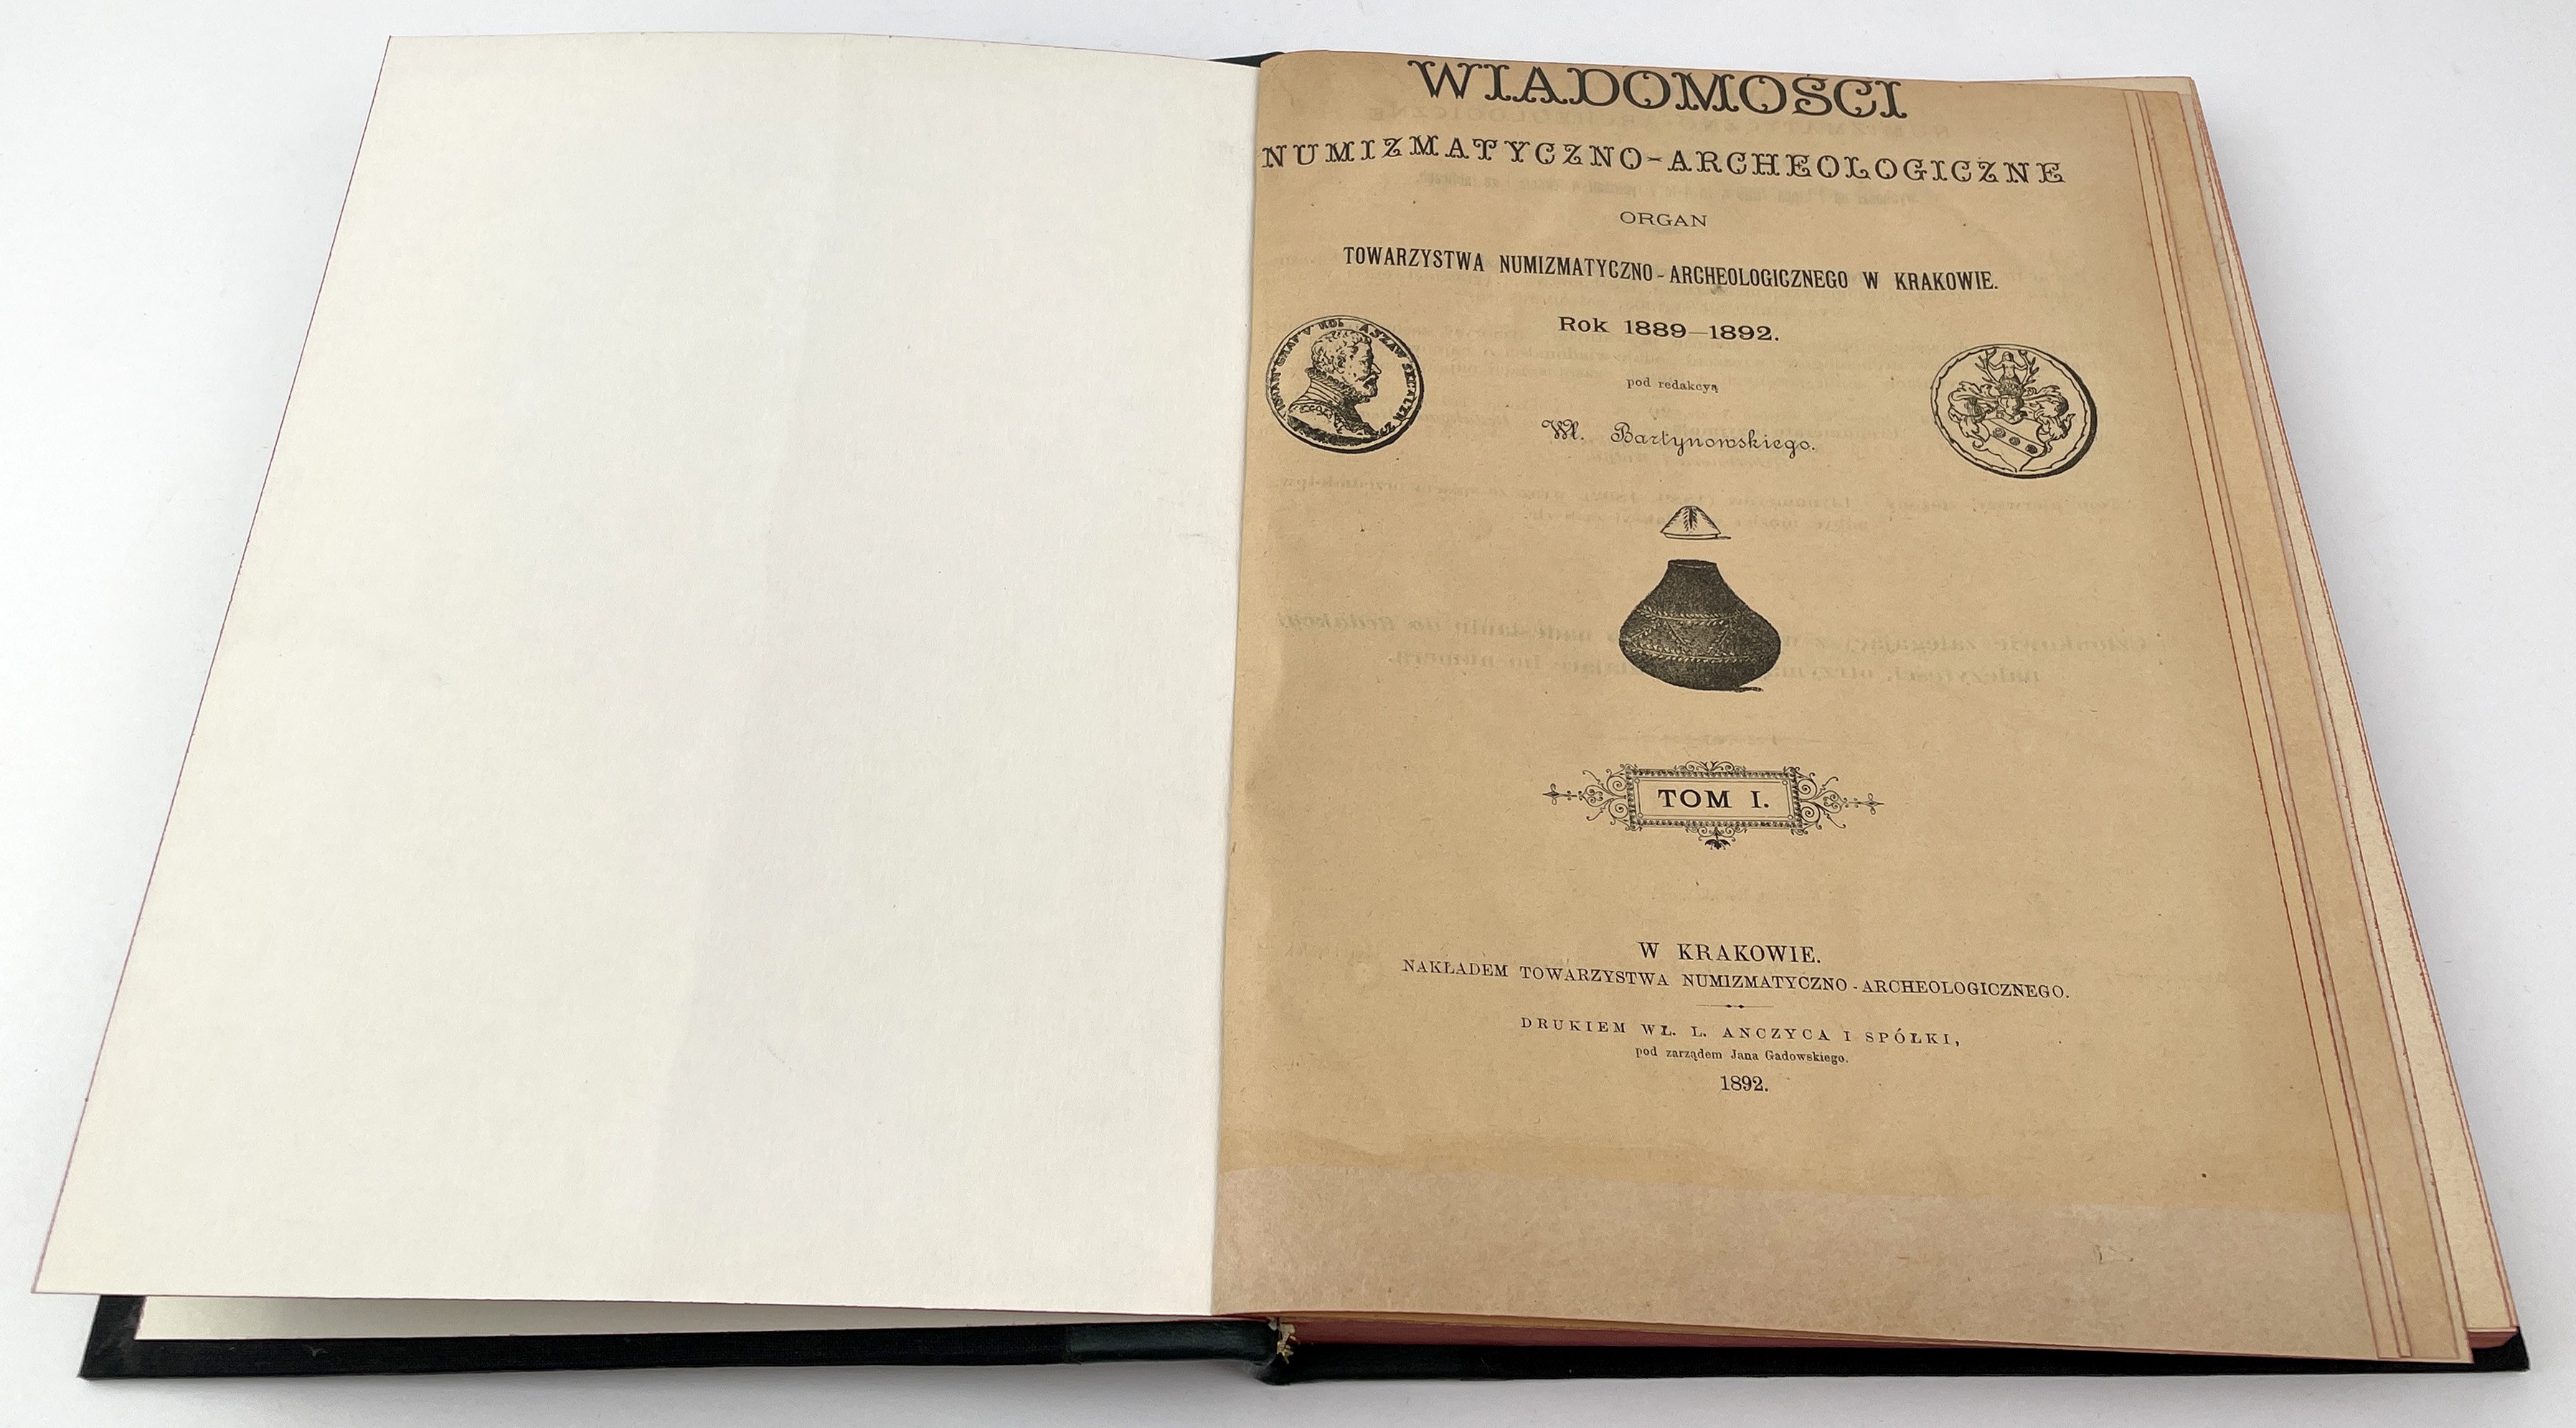 WIADOMOŚCI
NUMIZMATYCZNO-ARCHEOLOGICZNE
ORGAN
TOWARZYSTWA NUMIZMATYCZNO-ARCHEOLOGICZNEGO W KRAKOWIE.
Rok 1889—1892.
pod redakcyą
Wł. Bartynowskiego.
TOM I.
W KRAKOWIE.
NAKŁADEM TOWARZYSTWA NUMIZMATYCZNO-ARCHEOLOGICZNEGO.
DRUKIEM WŁ. L. ANCZYCA I SPÓŁKI,
pod zarządem Jana Gadowskiego.
1892.